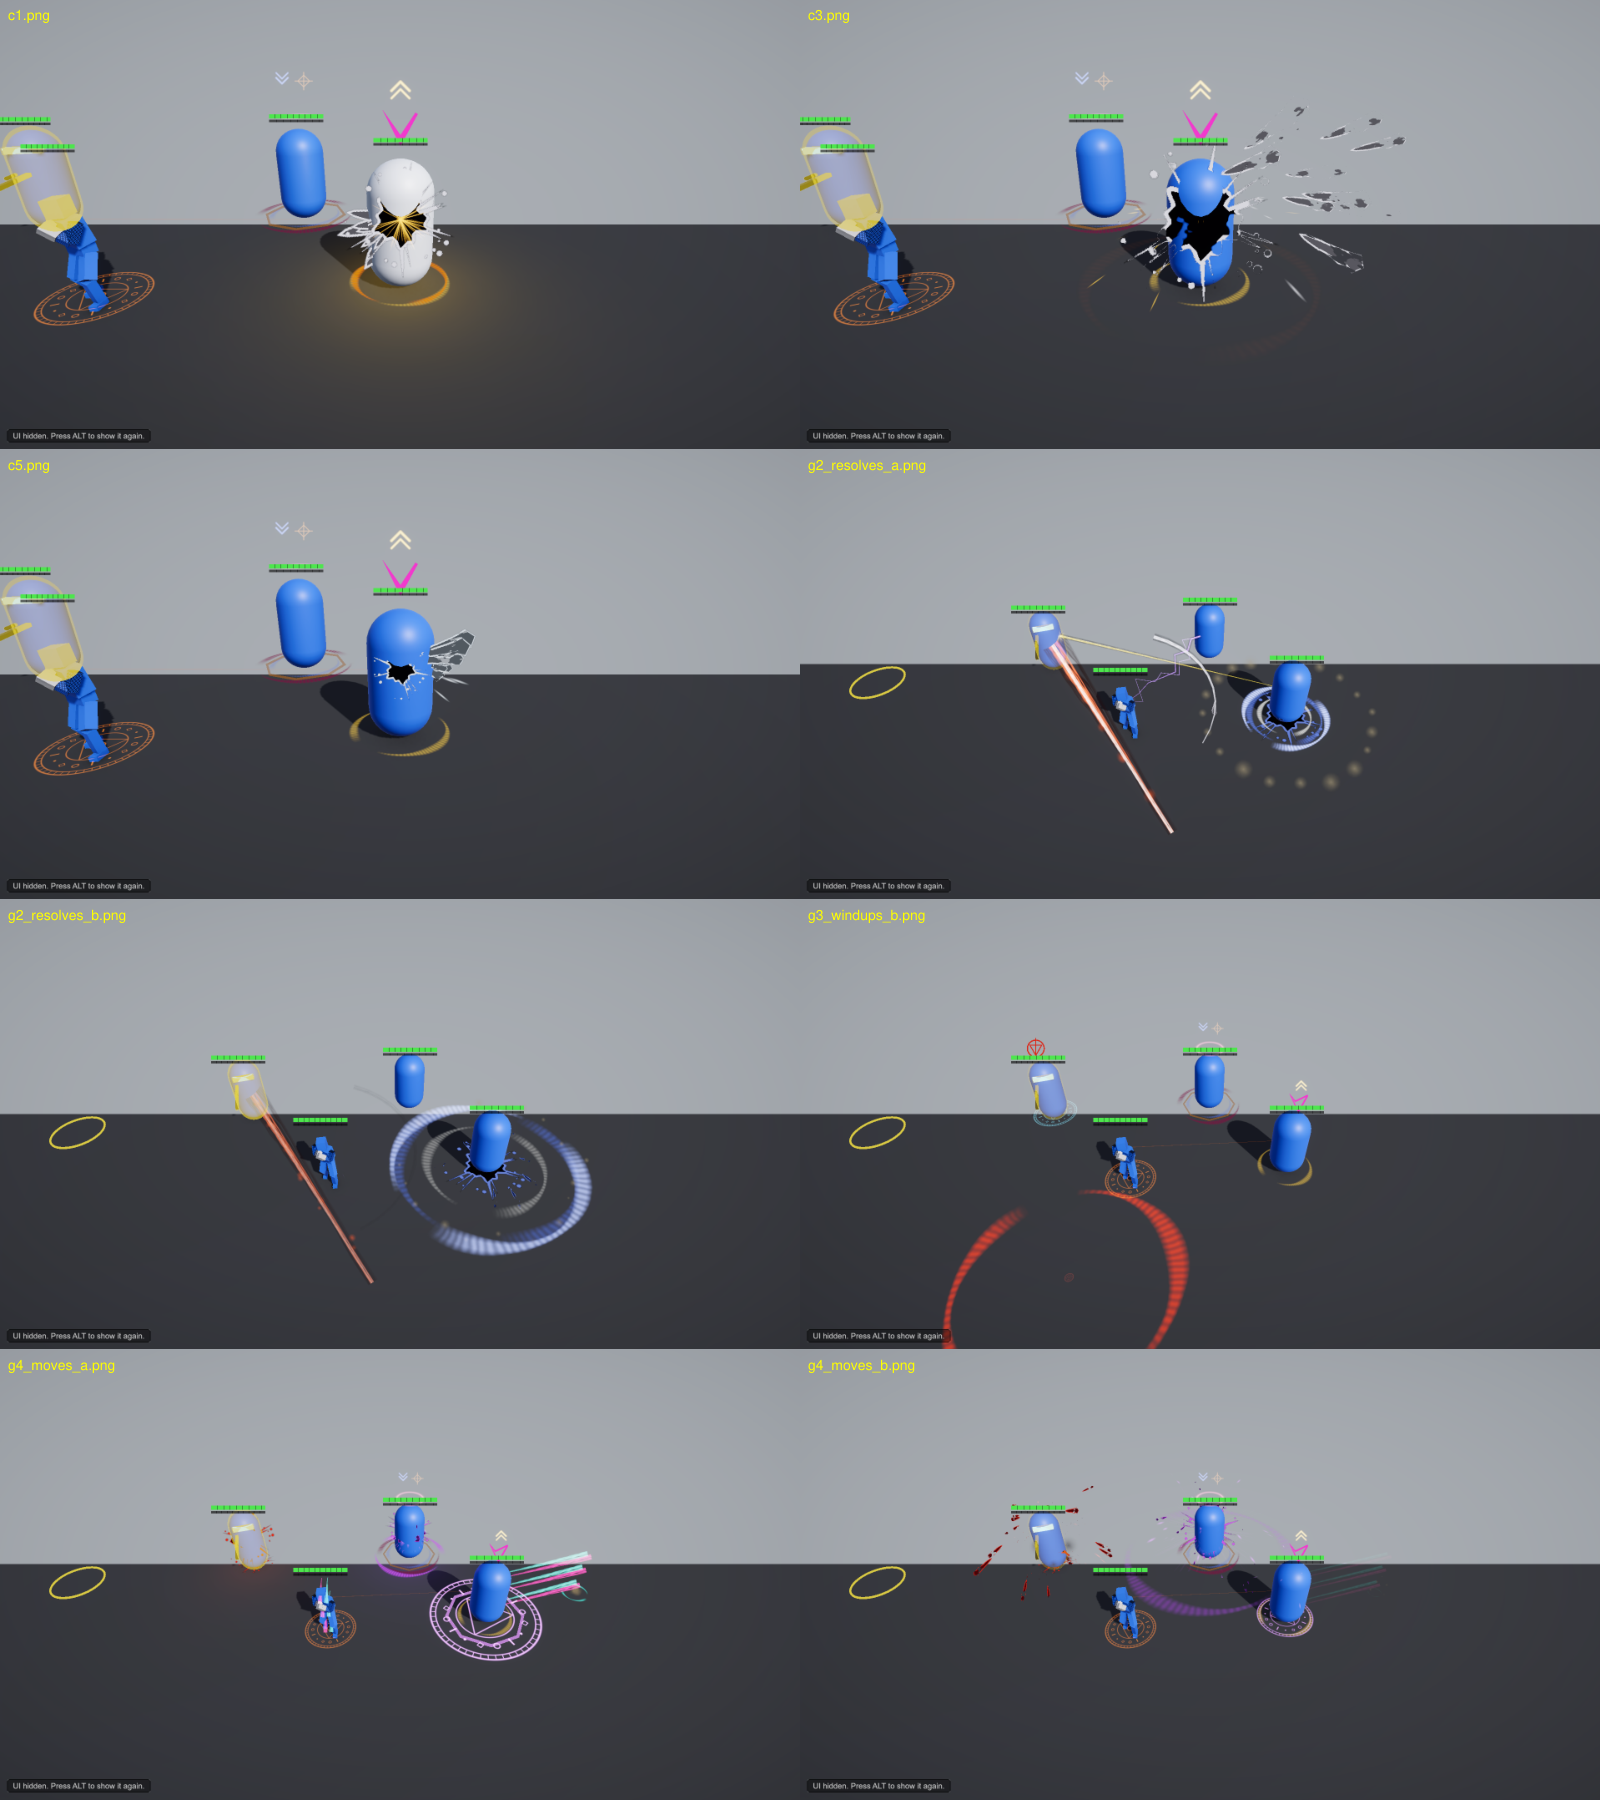 c1.png
c3.png
UI hidden. Press ALT to show it again.
UI hidden. Press ALT to show it again.
c5.png
g2_resolves_a.png
UI hidden. Press ALT to show it again.
UI hidden. Press ALT to show it again.
g2_resolves_b.png
g3_windups_b.png
UI hidden. Press ALT to show it again.
UI hidden. Press ALT to show it again.
g4_moves_a.png
g4_moves_b.png
UI hidden. Press ALT to show it again.
UI hidden. Press ALT to show it again.